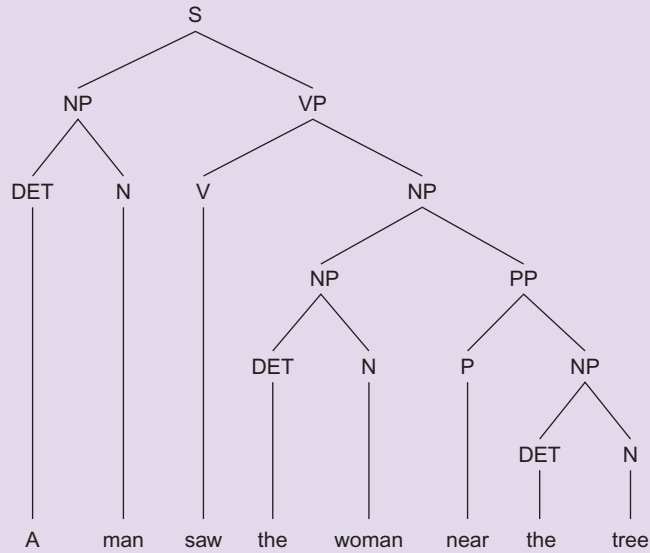 S
NP VP
DET N V NP
NP PP
DET N P NP
DET N
A man saw the woman near the tree